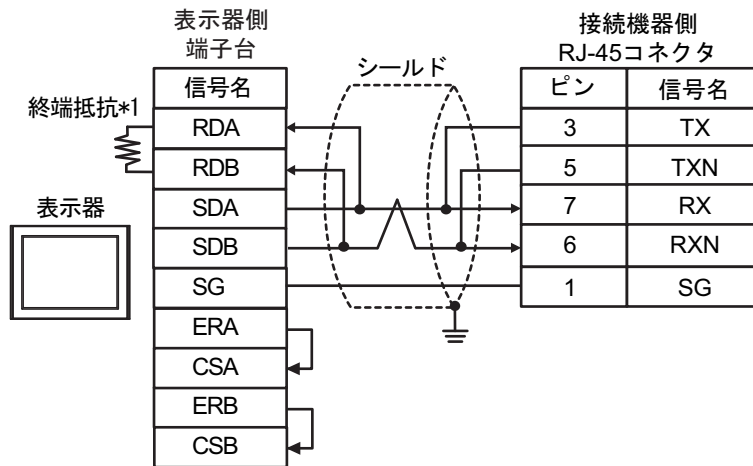 表示器側
端子台
接続機器側
RJ-45コネクタ
シールド
終端抵抗*1
表示器
信号名
RDA
RDB
SDA
SDB
SG
ERA
CSA
ERB
CSB
ピン 信号名
3 TX
5 TXN
7 RX
6 RXN
1 SG